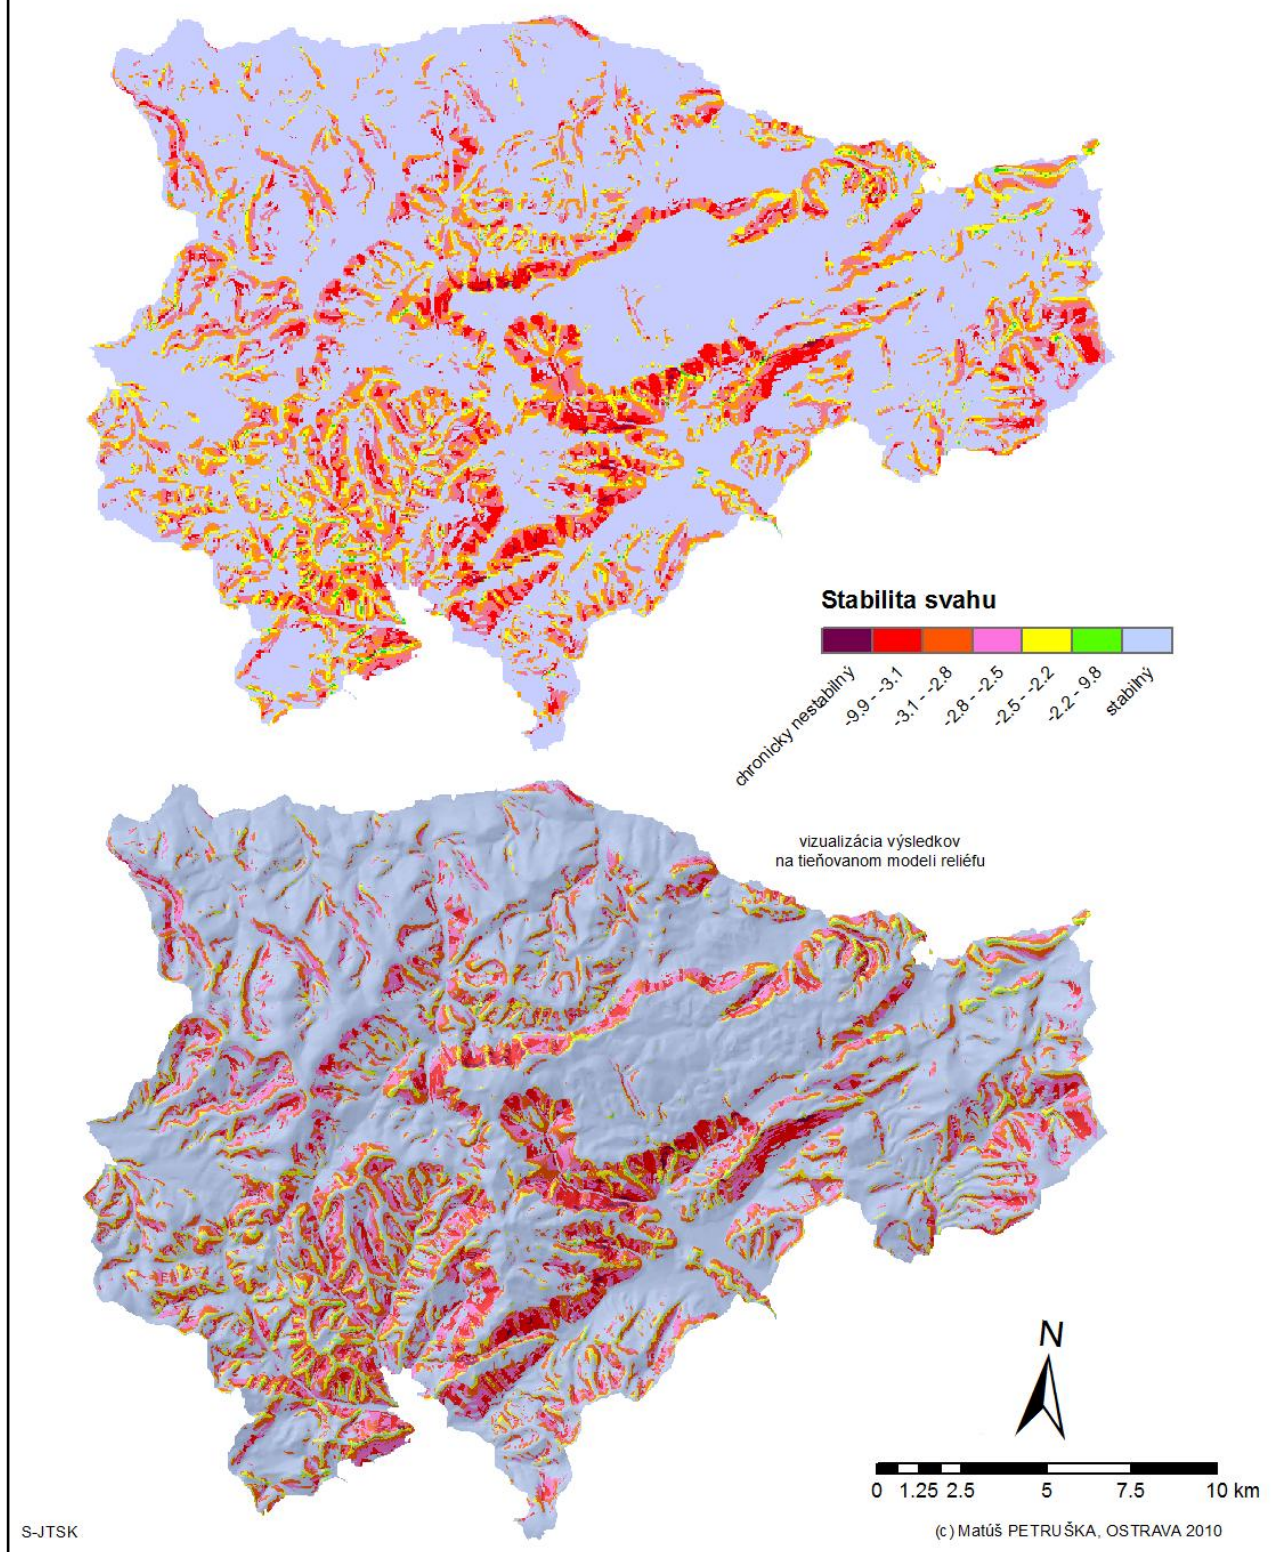 Stabilita svahu
chronicky nestabilný
-9.9 - -3.1
-3.1 - -2.8
-2.8 - -2.5
-2.5 - -2.2
-2.2 - 9.8
stabilný
vizualizácia výsledkov
na tieňovanom modeli reliéfu
N
0 1.25 2.5 5 7.5 10 km
S-JTSK
(c) Matúš PETRUŠKA, OSTRAVA 2010